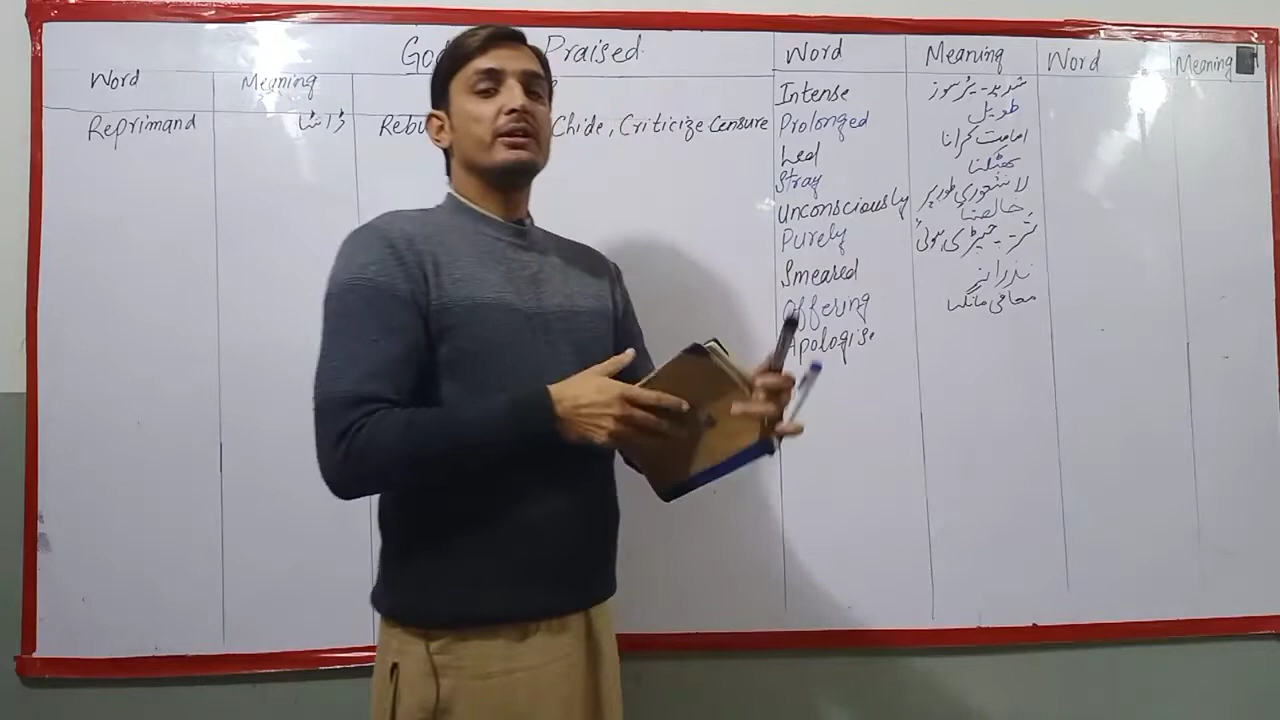 God Praised
Word Meaning
Reprimand ڈانٹنا Chide, Criticize Censure
Word Meaning Word Meaning
Intense شدید - پرسوز
Prolonged طویل
Led امامت کرانا
Stray بھٹکنا
Unconsciously لاشعوری طور پر
Purely خالصتاً
Smeared
Offering نذرانہ
Apologise معافی مانگنا